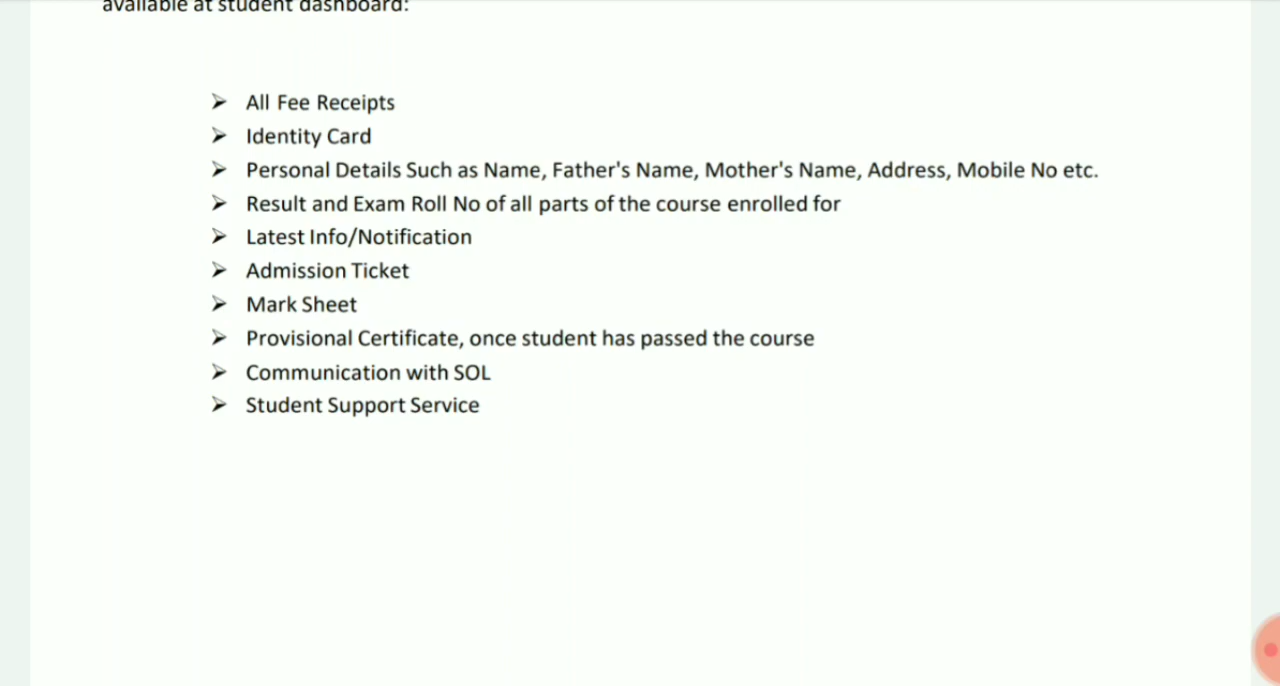 available at student dashboard:
➢ All Fee Receipts
➢ Identity Card
➢ Personal Details Such as Name, Father's Name, Mother's Name, Address, Mobile No etc.
➢ Result and Exam Roll No of all parts of the course enrolled for
➢ Latest Info/Notification
➢ Admission Ticket
➢ Mark Sheet
➢ Provisional Certificate, once student has passed the course
➢ Communication with SOL
➢ Student Support Service